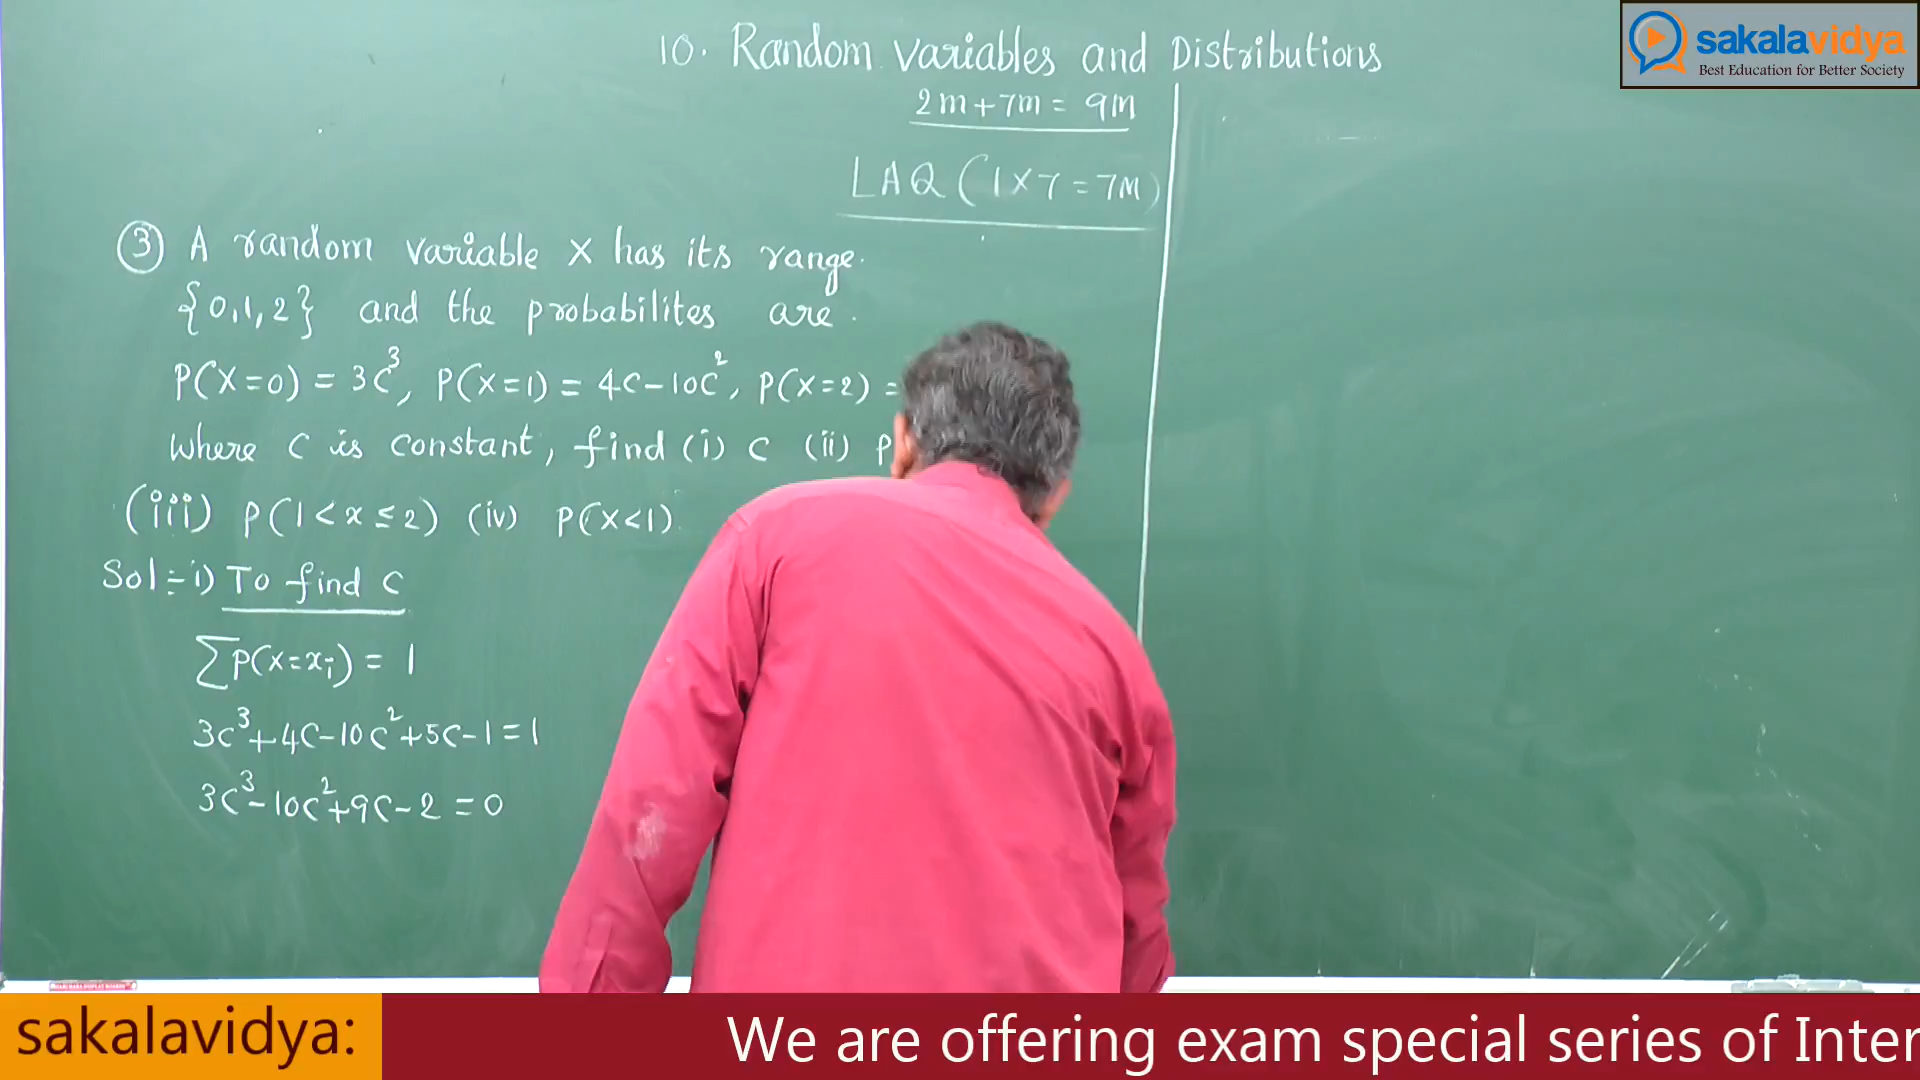 sakalavidya
Best Education for Better Society
10. Random variables and Distributions
2m+7m = 9M
LAQ (1×7=7M)
③ A random variable X has its range.
{0,1,2} and the probabilites are.
P(X=0) = 3C³, P(X=1) = 4C-10C², P(X=2) =
Where C is constant, find (i) C (ii) P
(iii) P(1<x≤2) (iv) P(X<1)
Sol:- i) To find C
∑P(X=xi) = 1
3C³+4C-10C²+5C-1=1
3C³-10C²+9C-2=0
sakalavidya:
We are offering exam special series of Inter